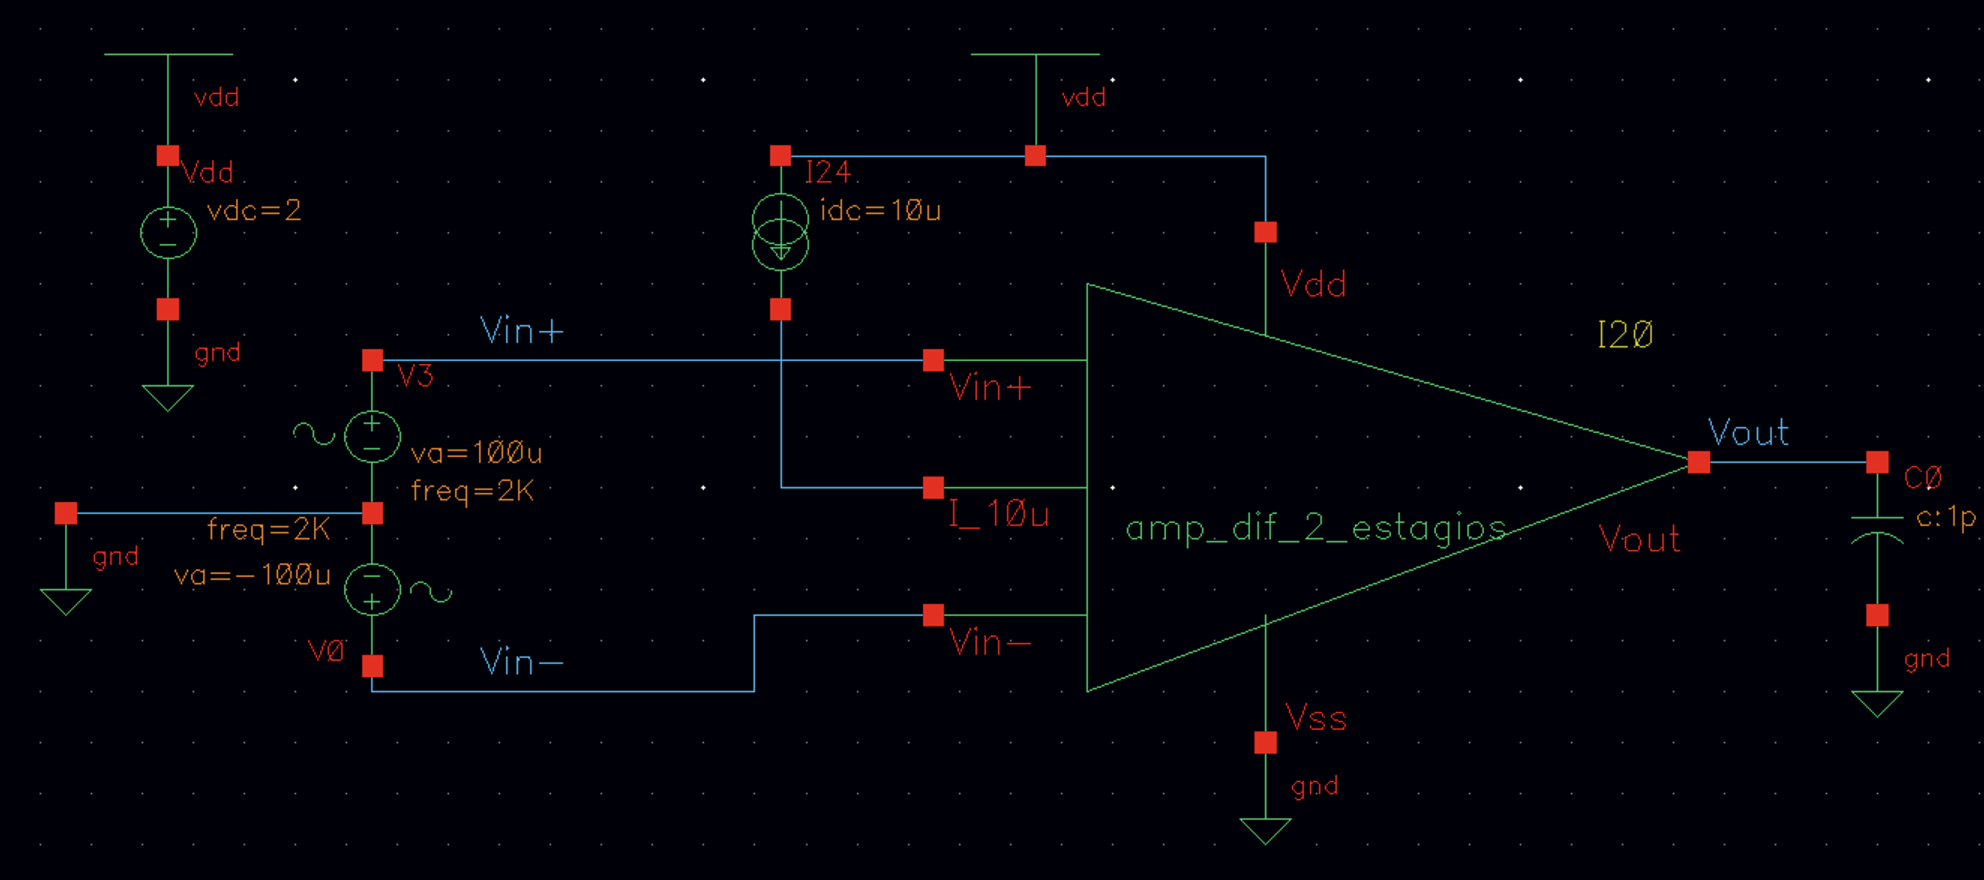 vdd
vdd
Vdd
I24
vdc=2
idc=10u
Vdd
Vin+
I20
gnd
V3
Vin+
Vout
va=100u
C0
freq=2K
I_10u
c:1p
freq=2K
amp_dif_2_estagios
Vout
gnd
va=-100u
V0
Vin-
Vin-
gnd
Vss
gnd